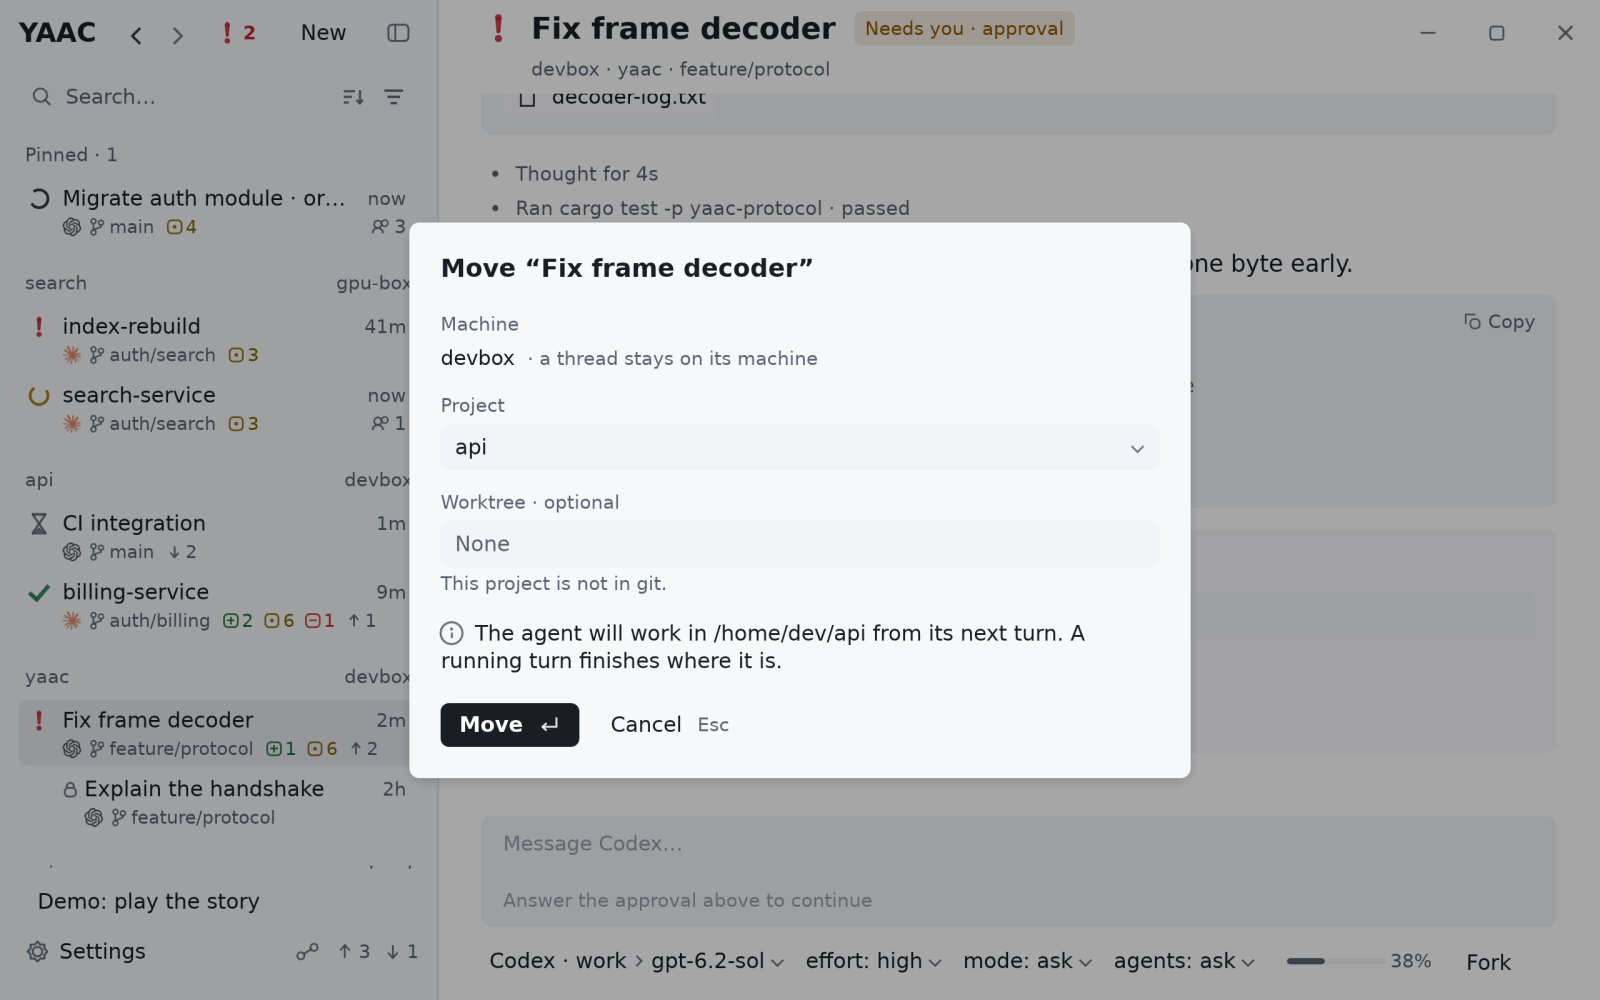 YAAC 2 New
Search...
Pinned · 1
Migrate auth module · or... now
main 4 3
search gpu-box
index-rebuild 41m
auth/search 3
search-service now
auth/search 3 1
api devbox
CI integration 1m
main ↓ 2
billing-service 9m
auth/billing 2 6 1 ↑ 1
yaac devbox
Fix frame decoder 2m
feature/protocol 1 6 ↑ 2
Explain the handshake 2h
feature/protocol
Demo: play the story
Settings ↑ 3 ↓ 1
Fix frame decoder Needs you · approval
devbox · yaac · feature/protocol
decoder-log.txt
• Thought for 4s
• Ran cargo test -p yaac-protocol · passed
one byte early.
Copy
Move “Fix frame decoder”
Machine
devbox · a thread stays on its machine
Project
api
Worktree · optional
None
This project is not in git.
The agent will work in /home/dev/api from its next turn. A
running turn finishes where it is.
Move Cancel Esc
Message Codex...
Answer the approval above to continue
Codex · work › gpt-6.2-sol effort: high mode: ask agents: ask 38% Fork